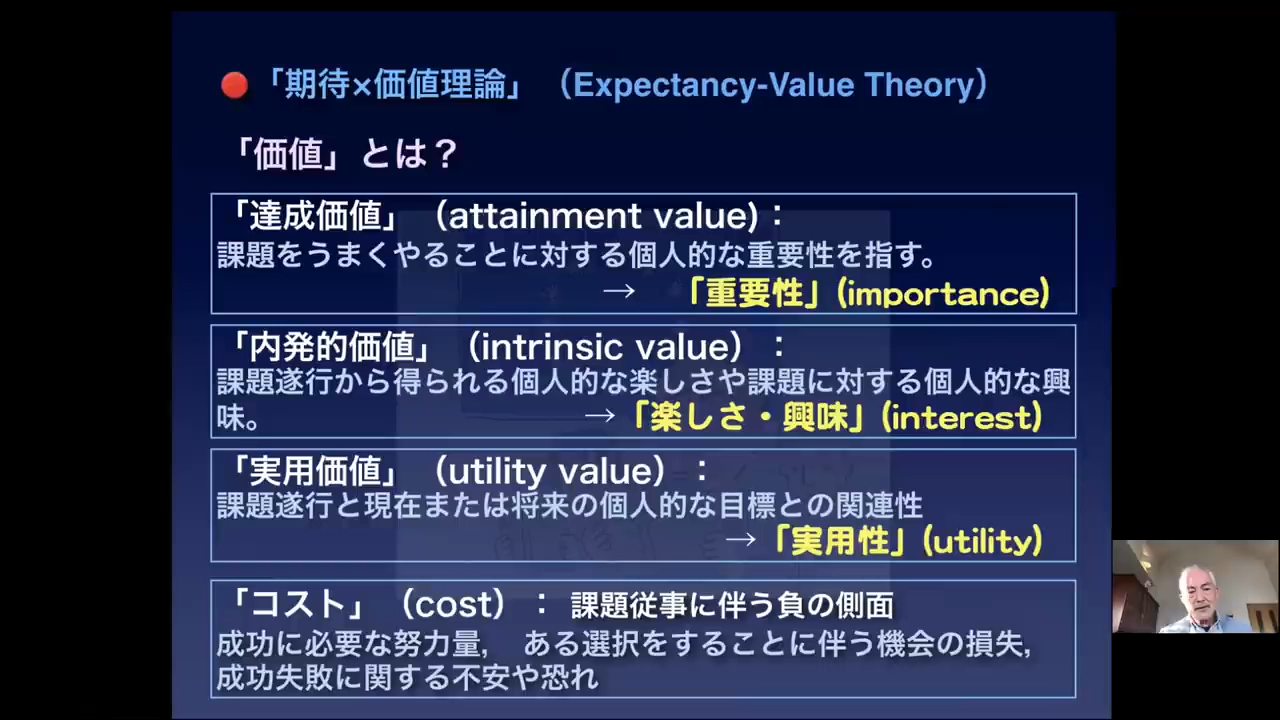 「期待×価値理論」（Expectancy-Value Theory）
「価値」とは？
「達成価値」（attainment value)：
課題をうまくやることに対する個人的な重要性を指す。
→ 「重要性」(importance)
「内発的価値」（intrinsic value）：
課題遂行から得られる個人的な楽しさや課題に対する個人的な興
味。 →「楽しさ・興味」(interest)
「実用価値」（utility value）：
課題遂行と現在または将来の個人的な目標との関連性
→「実用性」(utility)
「コスト」（cost）：課題従事に伴う負の側面
成功に必要な努力量,　ある選択をすることに伴う機会の損失,
成功失敗に関する不安や恐れ